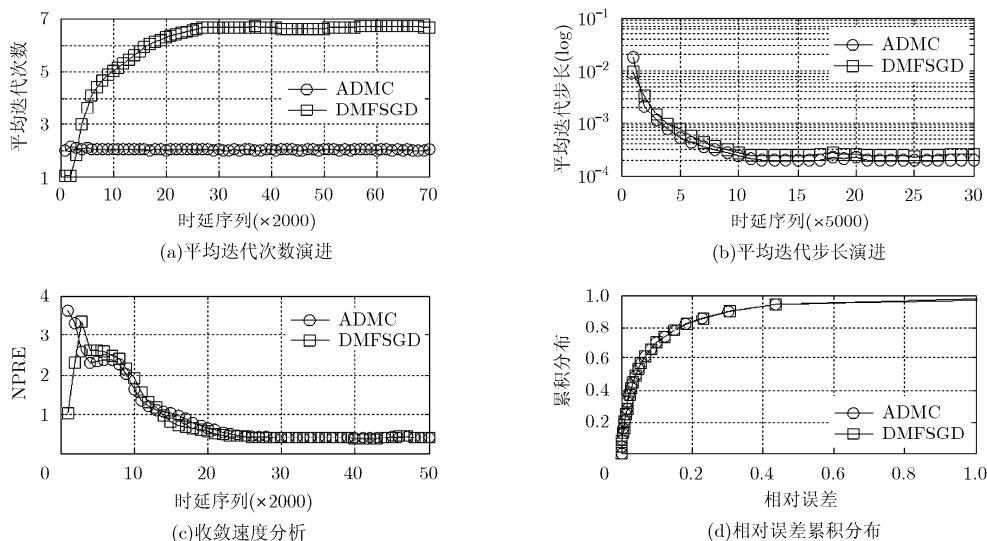 7
5
3
1
平均迭代次数
ADMC
DMFSGD
0 10 20 30 40 50 60 70
时延序列(×2000)
(a)平均迭代次数演进
10⁻¹
10⁻²
10⁻³
10⁻⁴
平均迭代步长(log)
ADMC
DMFSGD
0 5 10 15 20 25 30
时延序列(×5000)
(b)平均迭代步长演进
4
3
2
1
NPRE
ADMC
DMFSGD
0 10 20 30 40 50
时延序列(×2000)
(c)收敛速度分析
1.0
0.8
0.6
0.4
0.2
累积分布
ADMC
DMFSGD
0 0.2 0.4 0.6 0.8 1.0
相对误差
(d)相对误差累积分布